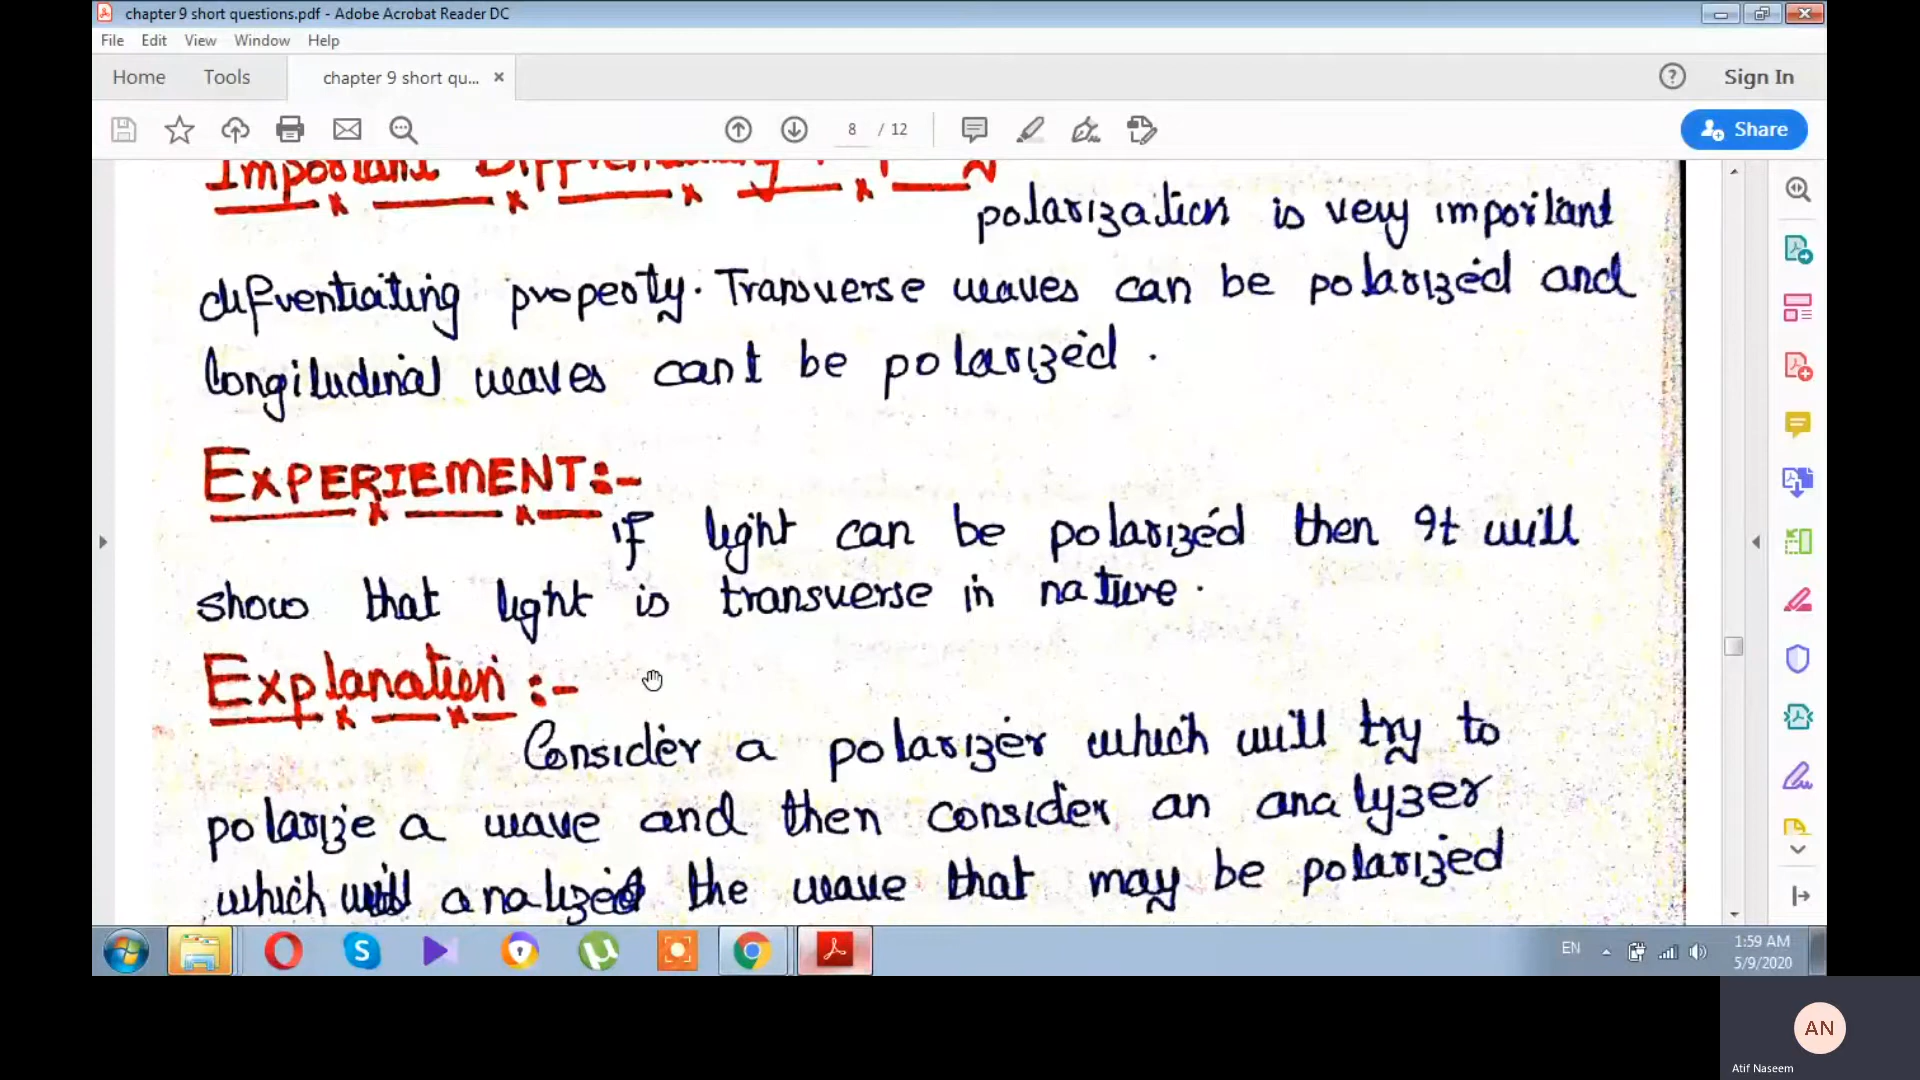 chapter 9 short questions.pdf - Adobe Acrobat Reader DC
File Edit View Window Help
Home Tools chapter 9 short qu... ×
Sign In
8 / 12
Share
Important
polarization is very important
property. Transverse waves can be polarized and
longitudinal waves cant be polarized.
EXPERIEMENT:-
if light can be polarized then It will
show that light is transverse in nature.
Explanation :-
Consider a polarizer which will try to
polarize a wave and then consider an analyzer
which will the wave that may be polarized
EN
1:59 AM
5/9/2020
AN
Atif Naseem